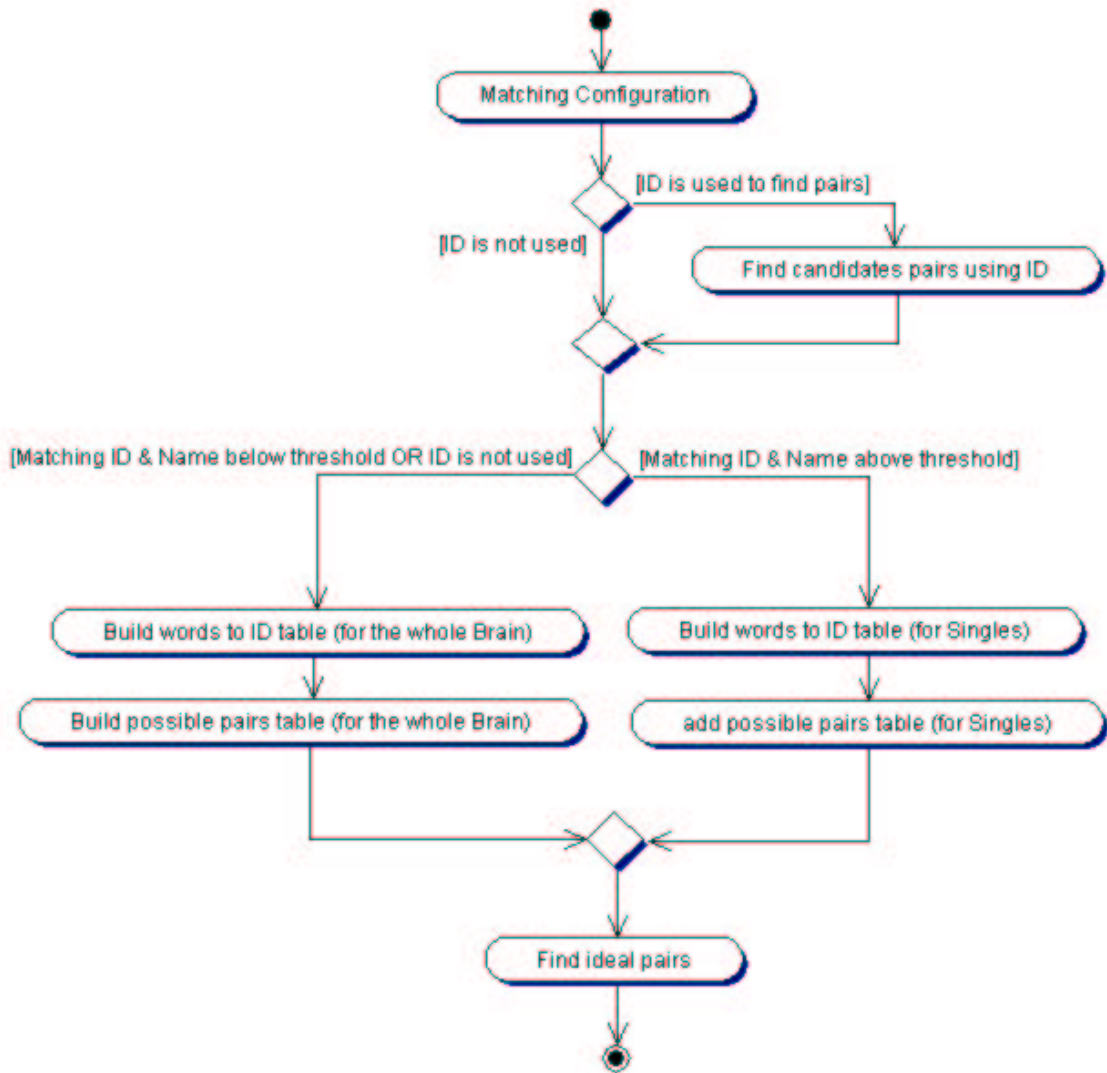 Matching Configuration
[ID is used to find pairs]
[ID is not used]
Find candidates pairs using ID
[Matching ID & Name below threshold OR ID is not used]
[Matching ID & Name above threshold]
Build words to ID table (for the whole Brain)
Build words to ID table (for Singles)
Build possible pairs table (for the whole Brain)
add possible pairs table (for Singles)
Find ideal pairs